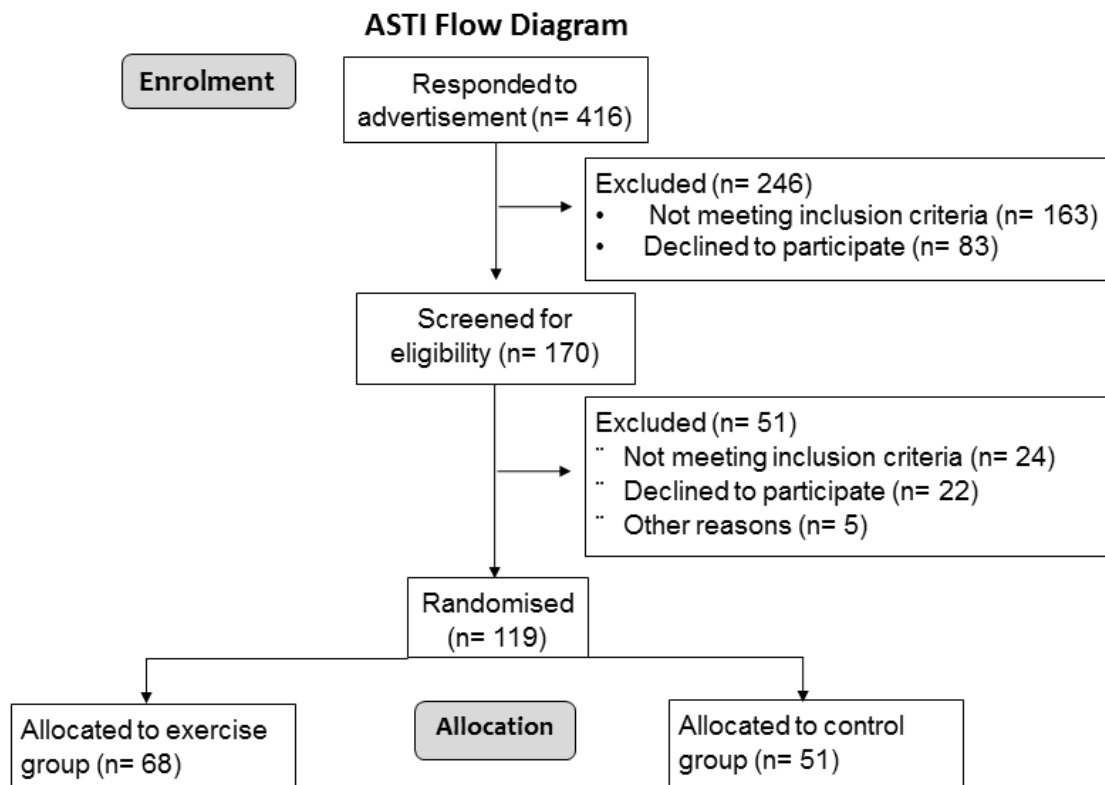 ASTI Flow Diagram
Enrolment
Responded to
advertisement (n= 416)
Excluded (n= 246)
• Not meeting inclusion criteria (n= 163)
• Declined to participate (n= 83)
Screened for
eligibility (n= 170)
Excluded (n= 51)
¨ Not meeting inclusion criteria (n= 24)
¨ Declined to participate (n= 22)
¨ Other reasons (n= 5)
Randomised
(n= 119)
Allocated to exercise
group (n= 68)
Allocation
Allocated to control
group (n= 51)